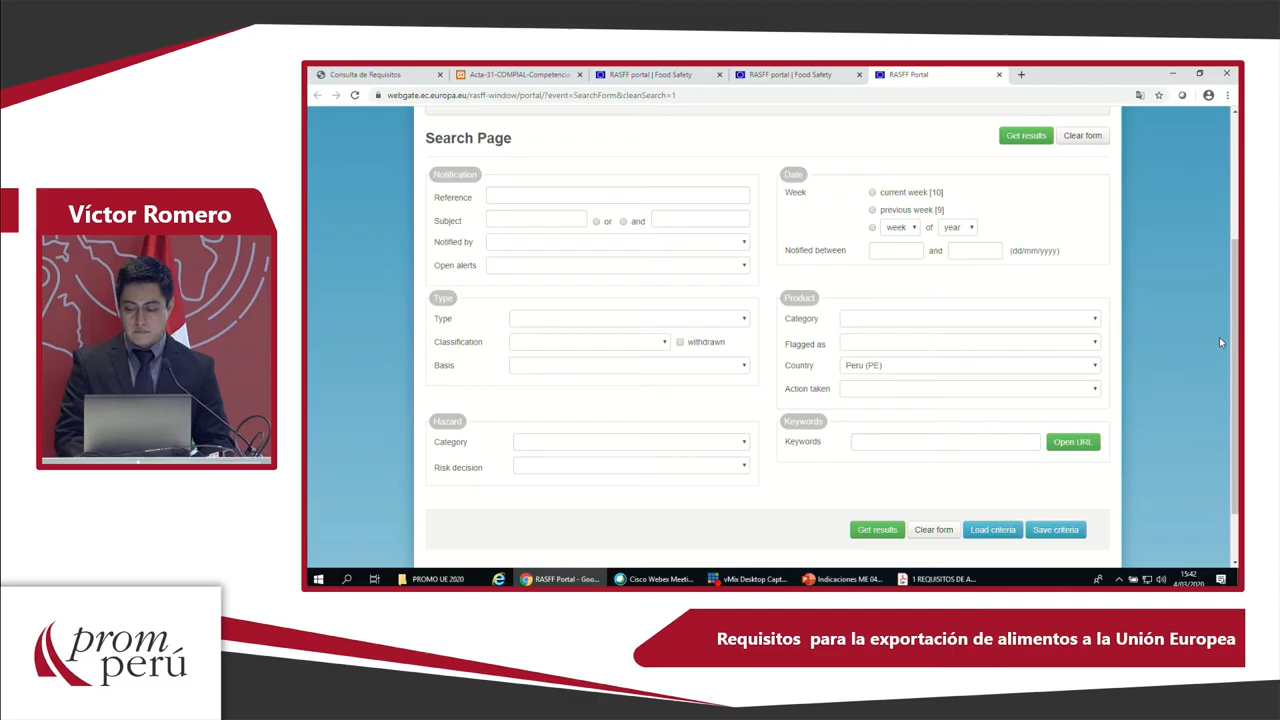 Consulta de Requisitos
Acta-31-COMPIAL-Competencia
RASFF portal | Food Safety
RASFF portal | Food Safety
RASFF Portal
webgate.ec.europa.eu/rasff-window/portal/?event=SearchForm&cleanSearch=1
Search Page
Get results
Clear form
Notification
Reference
Subject
or
and
Notified by
Open alerts
Date
Week
current week [10]
previous week [9]
week
of
year
Notified between
and
(dd/mm/yyyy)
Type
Type
Classification
withdrawn
Basis
Product
Category
Flagged as
Country
Peru (PE)
Action taken
Hazard
Category
Risk decision
Keywords
Keywords
Open URL
Get results
Clear form
Load criteria
Save criteria
PROMO UE 2020
RASFF Portal - Goo...
Cisco Webex Meeti...
vMix Desktop Capt...
Indicaciones ME 04...
1 REQUISITOS DE A...
15:42
4/03/2020
Víctor Romero
prom
perú
Requisitos para la exportación de alimentos a la Unión Europea